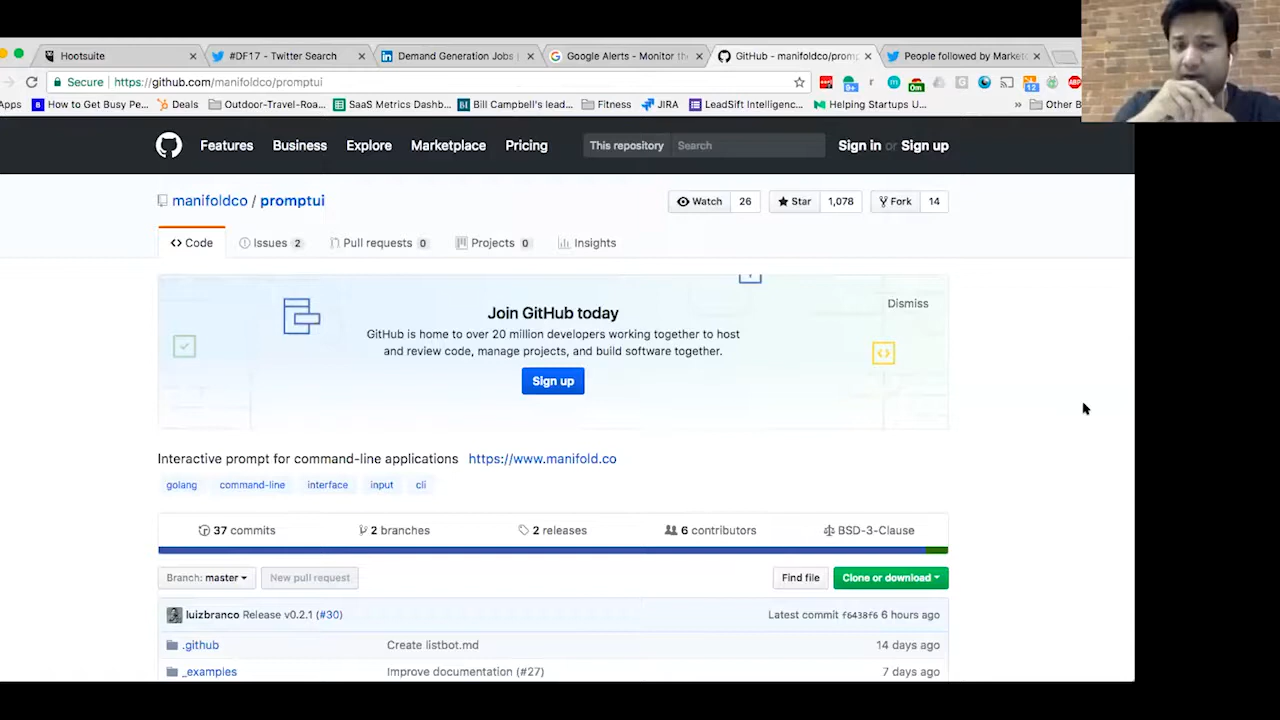 Hootsuite
#DF17 - Twitter Search
Demand Generation Jobs
Google Alerts - Monitor th
GitHub - manifoldco/promp
People followed by Market
Secure
https://github.com/manifoldco/promptui
Apps
How to Get Busy Pe...
Deals
Outdoor-Travel-Roa...
SaaS Metrics Dashb...
Bill Campbell's lead...
Fitness
JIRA
LeadSift Intelligenc...
Helping Startups U...
» Other B
Features
Business
Explore
Marketplace
Pricing
This repository
Search
Sign in or Sign up
manifoldco / promptui
Watch 26
Star 1,078
Fork 14
<> Code
Issues 2
Pull requests 0
Projects 0
Insights
Join GitHub today
Dismiss
GitHub is home to over 20 million developers working together to host
and review code, manage projects, and build software together.
Sign up
Interactive prompt for command-line applications https://www.manifold.co
golang command-line interface input cli
37 commits
2 branches
2 releases
6 contributors
BSD-3-Clause
Branch: master
New pull request
Find file
Clone or download
luizbranco Release v0.2.1 (#30)
Latest commit f6438f6 6 hours ago
.github
Create listbot.md
14 days ago
_examples
Improve documentation (#27)
7 days ago